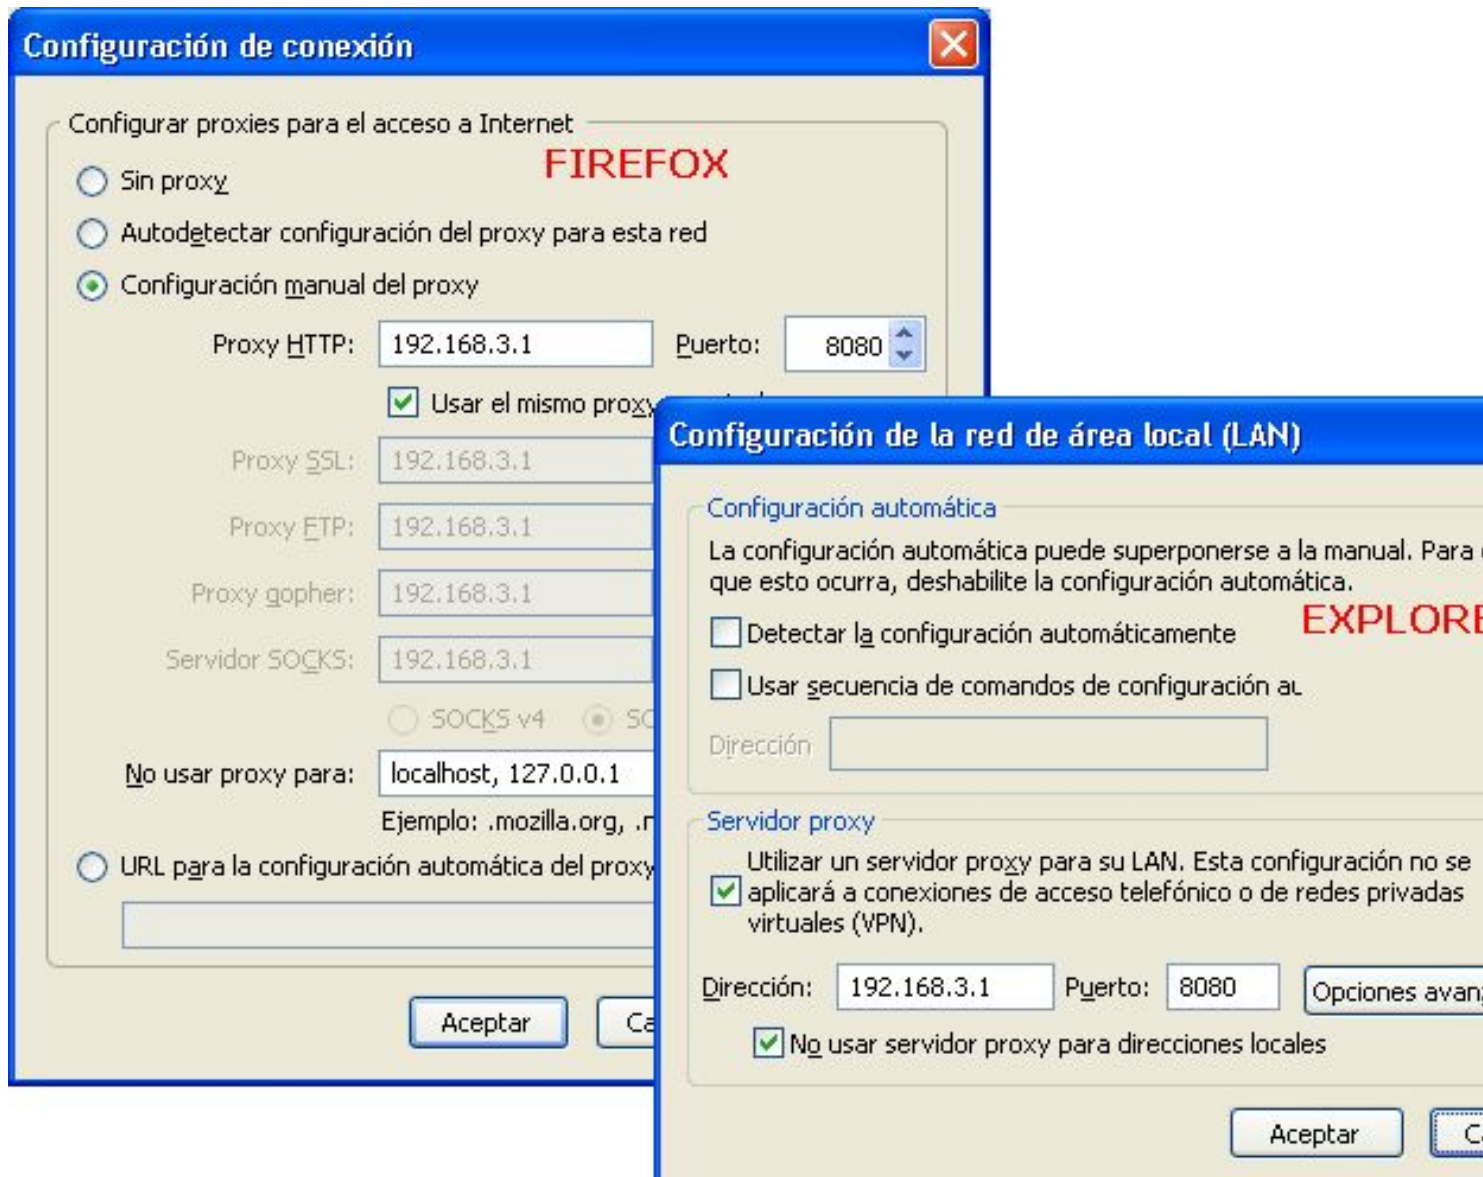 Configuración de conexión
Configurar proxies para el acceso a Internet
FIREFOX
Sin proxy
Autodetectar configuración del proxy para esta red
Configuración manual del proxy
Proxy HTTP: 192.168.3.1 Puerto: 8080
Usar el mismo proxy
Proxy SSL: 192.168.3.1
Proxy FTP: 192.168.3.1
Proxy gopher: 192.168.3.1
Servidor SOCKS: 192.168.3.1
SOCKS v4 SO
No usar proxy para: localhost, 127.0.0.1
Ejemplo: .mozilla.org, .n
URL para la configuración automática del proxy
Aceptar Ca
Configuración de la red de área local (LAN)
Configuración automática
La configuración automática puede superponerse a la manual. Para
que esto ocurra, deshabilite la configuración automática.
EXPLORE
Detectar la configuración automáticamente
Usar secuencia de comandos de configuración au
Dirección
Servidor proxy
Utilizar un servidor proxy para su LAN. Esta configuración no se
aplicará a conexiones de acceso telefónico o de redes privadas
virtuales (VPN).
Dirección: 192.168.3.1 Puerto: 8080 Opciones avan
No usar servidor proxy para direcciones locales
Aceptar Ca